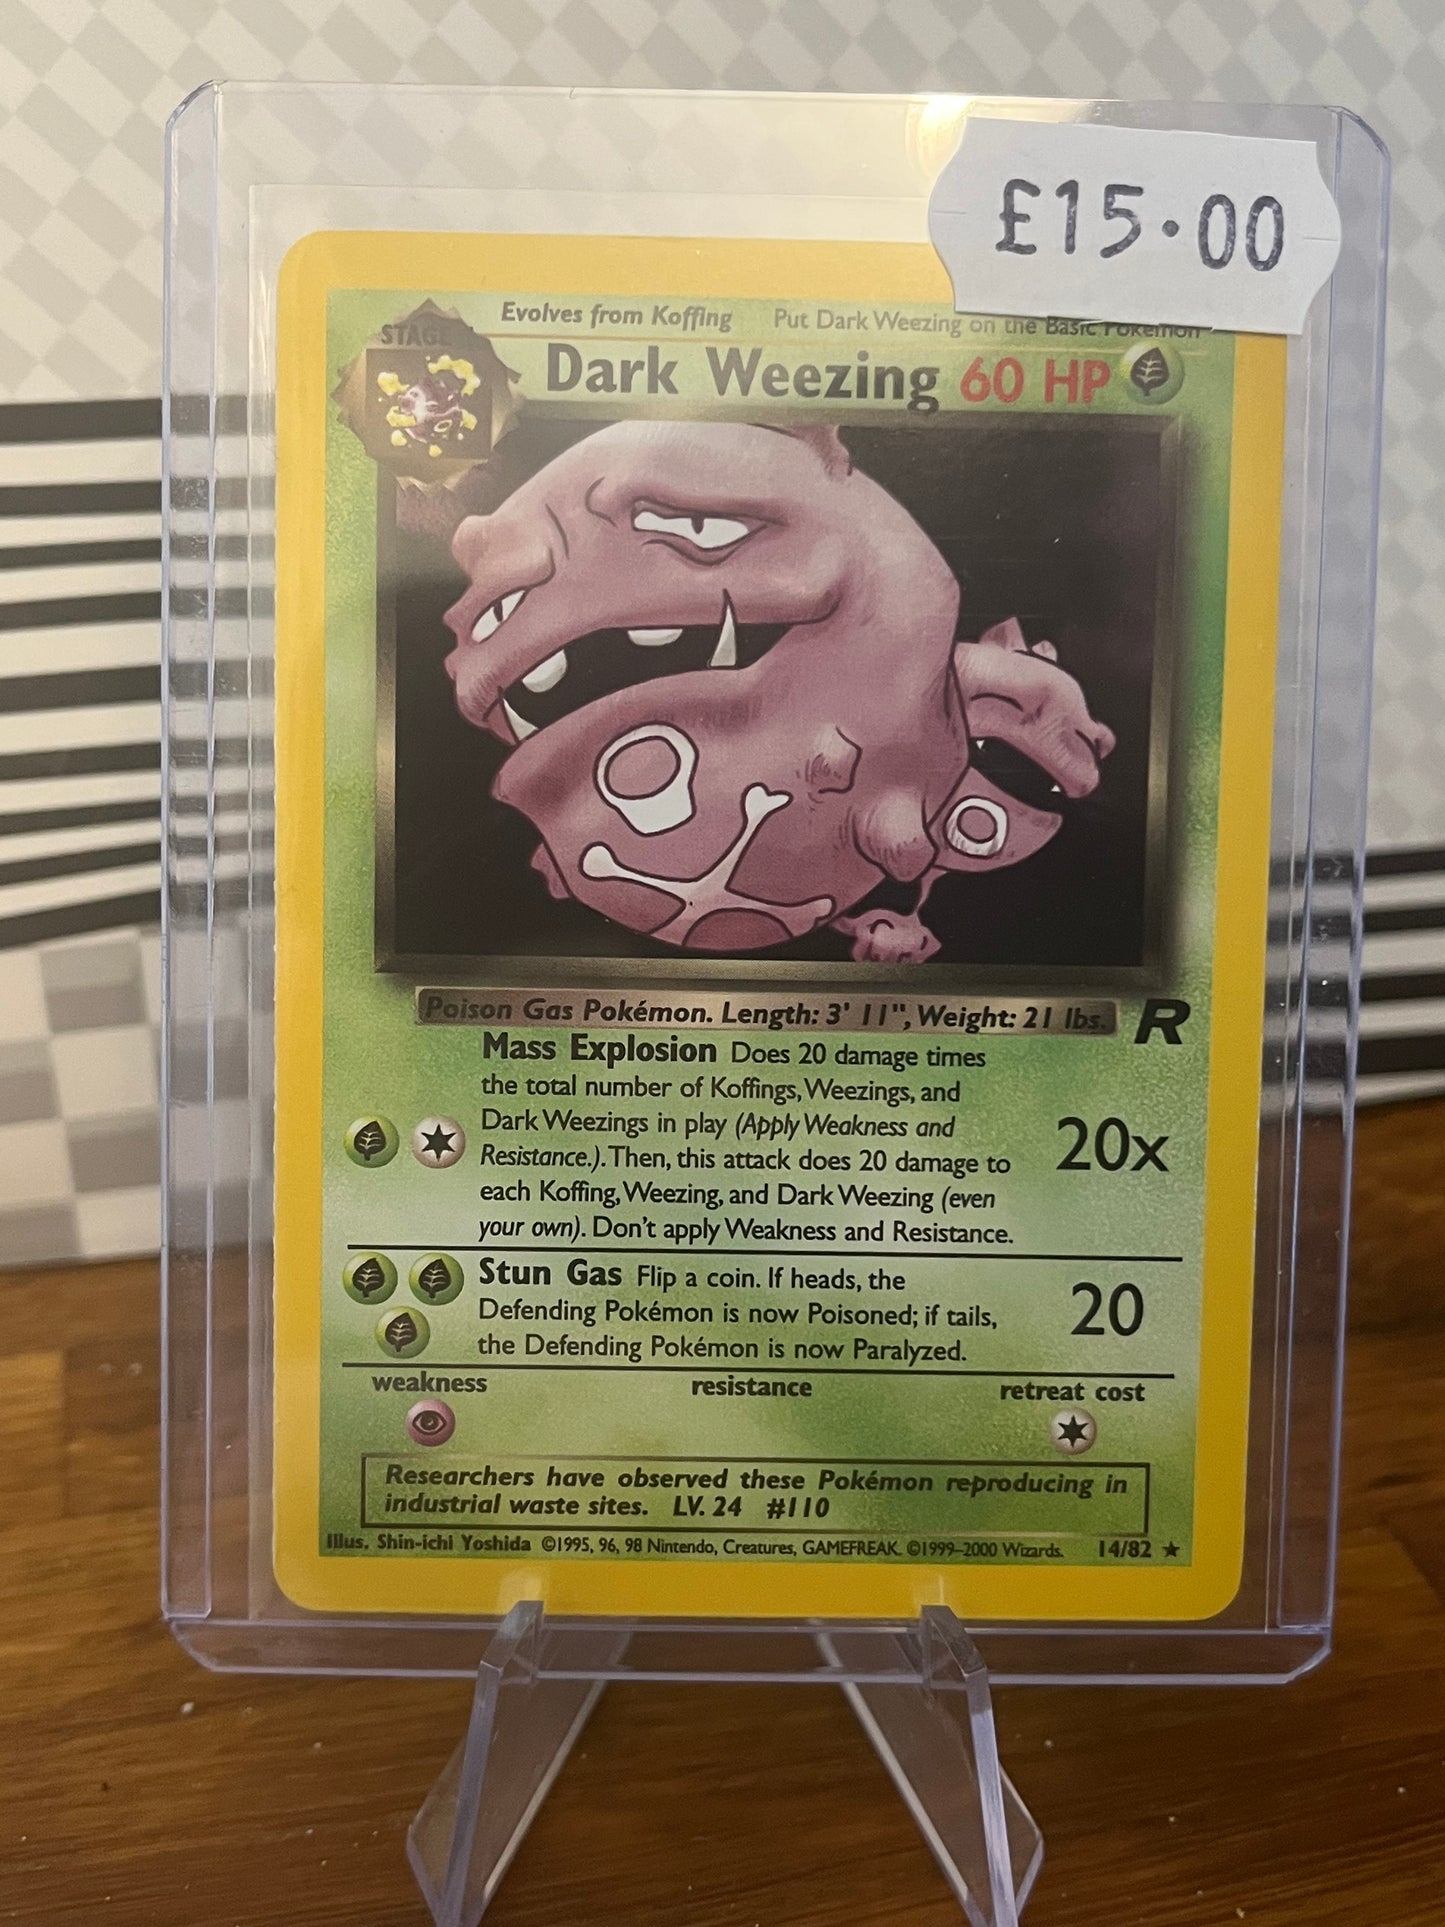 £15.00
Evolves from Koffing Put Dark Weezing on the Basic Pokémon
STAGE
Dark Weezing 60 HP
Poison Gas Pokémon. Length: 3' 11", Weight: 21 lbs.
R
Mass Explosion Does 20 damage times
the total number of Koffings, Weezings, and
Dark Weezings in play (Apply Weakness and
Resistance.). Then, this attack does 20 damage to
each Koffing, Weezing, and Dark Weezing (even
your own). Don't apply Weakness and Resistance.
20x
Stun Gas Flip a coin. If heads, the
Defending Pokémon is now Poisoned; if tails,
the Defending Pokémon is now Paralyzed.
20
weakness resistance retreat cost
Researchers have observed these Pokémon reproducing in
industrial waste sites. LV. 24 #110
Illus. Shin-ichi Yoshida ©1995, 96, 98 Nintendo, Creatures, GAMEFREAK. ©1999–2000 Wizards. 14/82 ★